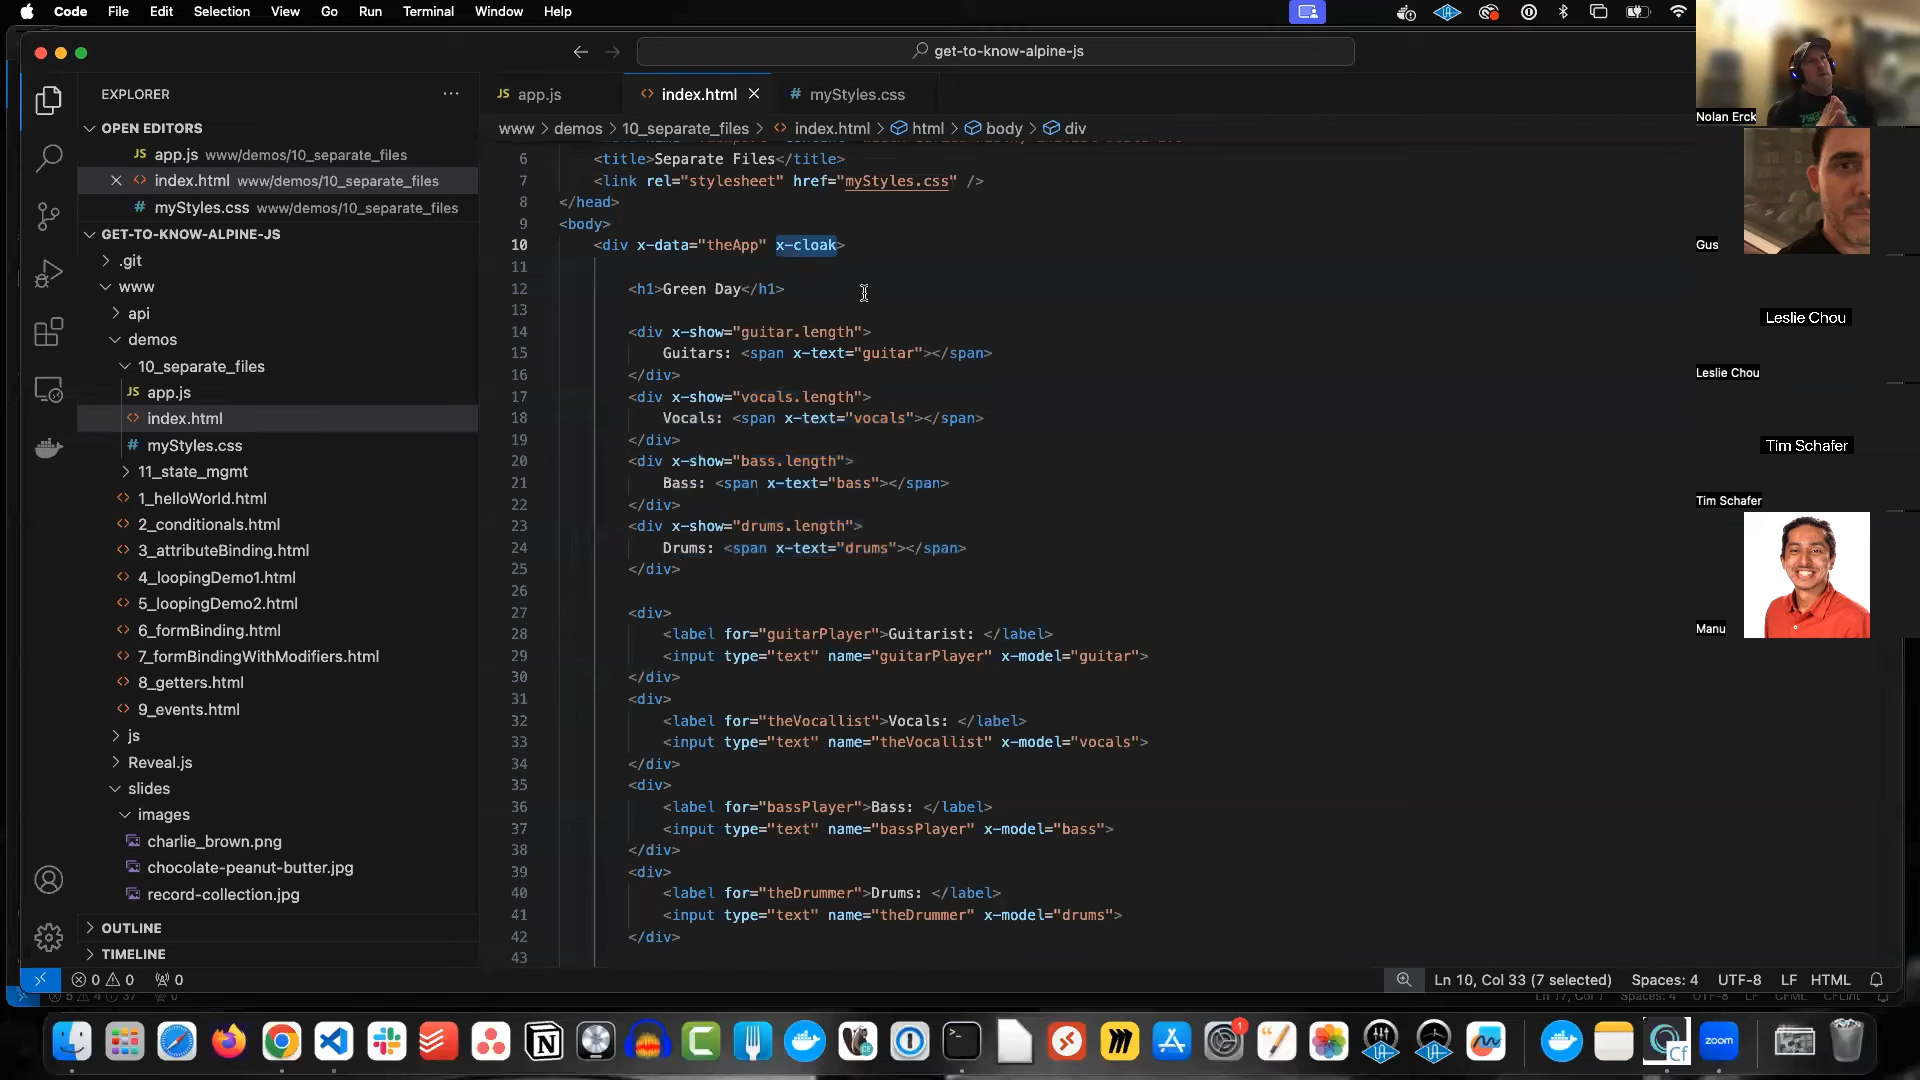 Code File Edit Selection View Go Run Terminal Window Help
get-to-know-alpine-js
EXPLORER
OPEN EDITORS
app.js www/demos/10_separate_files
index.html www/demos/10_separate_files
myStyles.css www/demos/10_separate_files
GET-TO-KNOW-ALPINE-JS
.git
www
api
demos
10_separate_files
app.js
index.html
myStyles.css
11_state_mgmt
1_helloWorld.html
2_conditionals.html
3_attributeBinding.html
4_loopingDemo1.html
5_loopingDemo2.html
6_formBinding.html
7_formBindingWithModifiers.html
8_getters.html
9_events.html
js
Reveal.js
slides
images
charlie_brown.png
chocolate-peanut-butter.jpg
record-collection.jpg
OUTLINE
TIMELINE
app.js index.html myStyles.css
www > demos > 10_separate_files > index.html > html > body > div
6 <title>Separate Files</title>
7 <link rel="stylesheet" href="myStyles.css" />
8 </head>
9 <body>
10 <div x-data="theApp" x-cloak>
11
12 <h1>Green Day</h1>
13
14 <div x-show="guitar.length">
15 Guitars: <span x-text="guitar"></span>
16 </div>
17 <div x-show="vocals.length">
18 Vocals: <span x-text="vocals"></span>
19 </div>
20 <div x-show="bass.length">
21 Bass: <span x-text="bass"></span>
22 </div>
23 <div x-show="drums.length">
24 Drums: <span x-text="drums"></span>
25 </div>
26
27 <div>
28 <label for="guitarPlayer">Guitarist: </label>
29 <input type="text" name="guitarPlayer" x-model="guitar">
30 </div>
31 <div>
32 <label for="theVocallist">Vocals: </label>
33 <input type="text" name="theVocallist" x-model="vocals">
34 </div>
35 <div>
36 <label for="bassPlayer">Bass: </label>
37 <input type="text" name="bassPlayer" x-model="bass">
38 </div>
39 <div>
40 <label for="theDrummer">Drums: </label>
41 <input type="text" name="theDrummer" x-model="drums">
42 </div>
43
0 0 0
Ln 10, Col 33 (7 selected) Spaces: 4 UTF-8 LF HTML
Nolan Erck
Gus
Leslie Chou
Leslie Chou
Tim Schafer
Tim Schafer
Manu
1
Cf
zoom